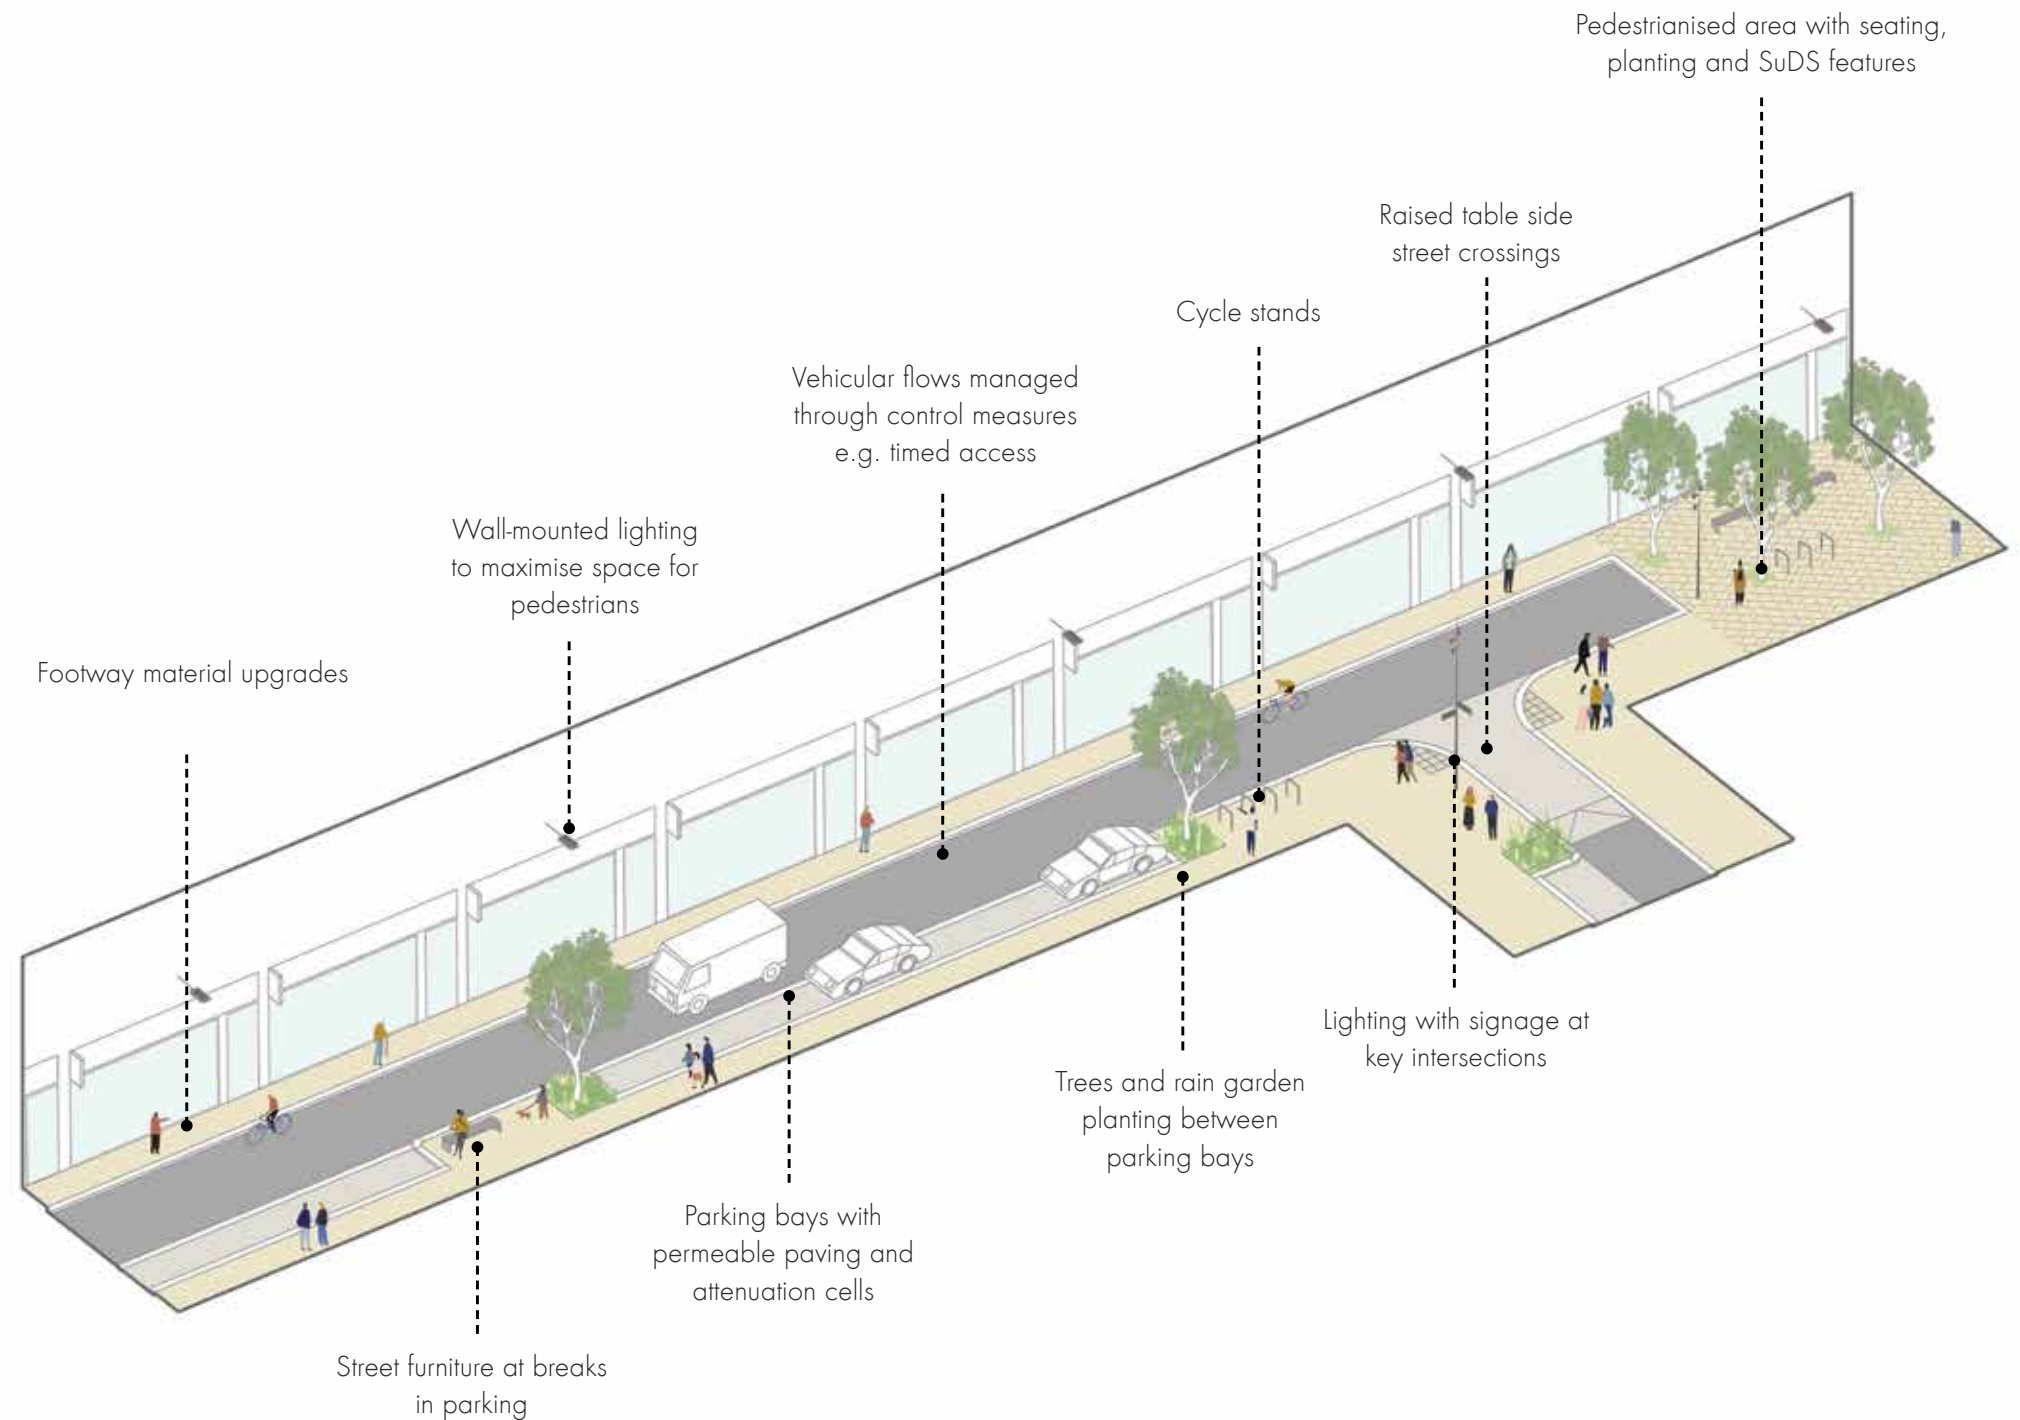 Pedestrianised area with seating,
planting and SuDS features
Raised table side
street crossings
Cycle stands
Vehicular flows managed
through control measures
e.g. timed access
Wall-mounted lighting
to maximise space for
pedestrians
Footway material upgrades
Lighting with signage at
key intersections
Trees and rain garden
planting between
parking bays
Parking bays with
permeable paving and
attenuation cells
Street furniture at breaks
in parking